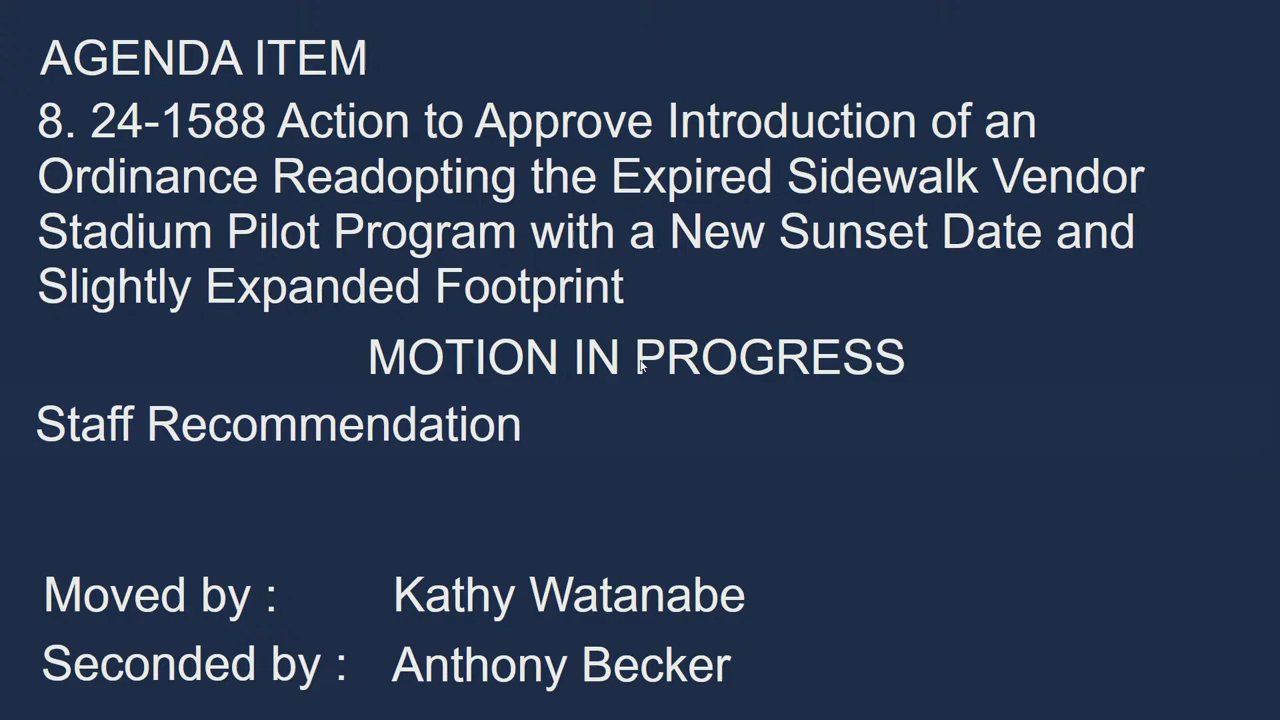 AGENDA ITEM
8. 24-1588 Action to Approve Introduction of an
Ordinance Readopting the Expired Sidewalk Vendor
Stadium Pilot Program with a New Sunset Date and
Slightly Expanded Footprint
MOTION IN PROGRESS
Staff Recommendation
Moved by : Kathy Watanabe
Seconded by : Anthony Becker